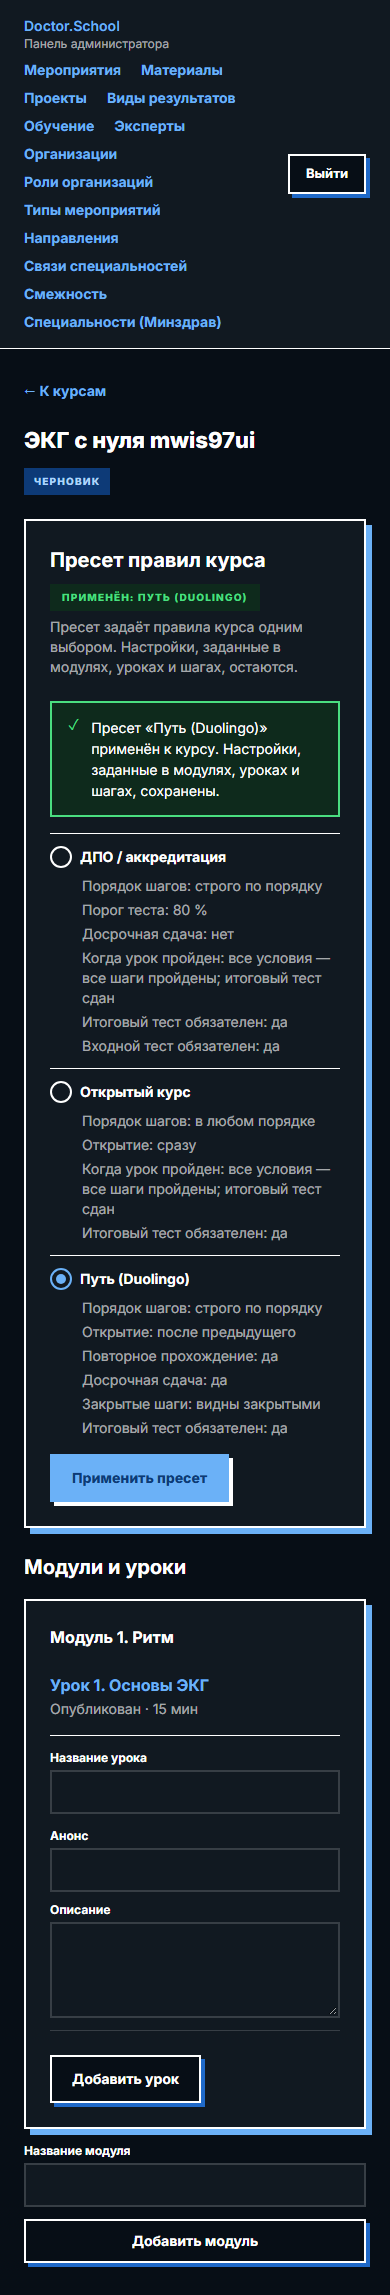 Doctor.School
Панель администратора
Мероприятия Материалы
Проекты Виды результатов
Обучение Эксперты
Организации
Роли организаций
Типы мероприятий
Направления
Связи специальностей
Смежность
Специальности (Минздрав)
Выйти
← К курсам
ЭКГ с нуля mwis97ui
ЧЕРНОВИК
Пресет правил курса
ПРИМЕНЁН: ПУТЬ (DUOLINGO)
Пресет задаёт правила курса одним
выбором. Настройки, заданные в
модулях, уроках и шагах, остаются.
✓ Пресет «Путь (Duolingo)»
применён к курсу. Настройки,
заданные в модулях, уроках и
шагах, сохранены.
ДПО / аккредитация
Порядок шагов: строго по порядку
Порог теста: 80 %
Досрочная сдача: нет
Когда урок пройден: все условия —
все шаги пройдены; итоговый тест
сдан
Итоговый тест обязателен: да
Входной тест обязателен: да
Открытый курс
Порядок шагов: в любом порядке
Открытие: сразу
Когда урок пройден: все условия —
все шаги пройдены; итоговый тест
сдан
Итоговый тест обязателен: да
Путь (Duolingo)
Порядок шагов: строго по порядку
Открытие: после предыдущего
Повторное прохождение: да
Досрочная сдача: да
Закрытые шаги: видны закрытыми
Итоговый тест обязателен: да
Применить пресет
Модули и уроки
Модуль 1. Ритм
Урок 1. Основы ЭКГ
Опубликован · 15 мин
Название урока
Анонс
Описание
Добавить урок
Название модуля
Добавить модуль